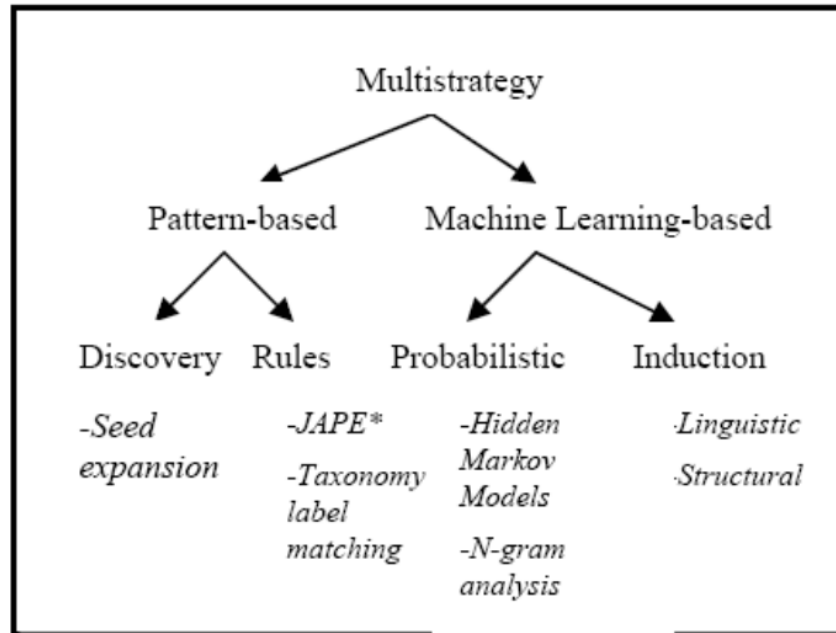 Multistrategy
Pattern-based Machine Learning-based
Discovery Rules Probabilistic Induction
-Seed
expansion
-JAPE*
-Taxonomy
label
matching
-Hidden
Markov
Models
-N-gram
analysis
-Linguistic
-Structural